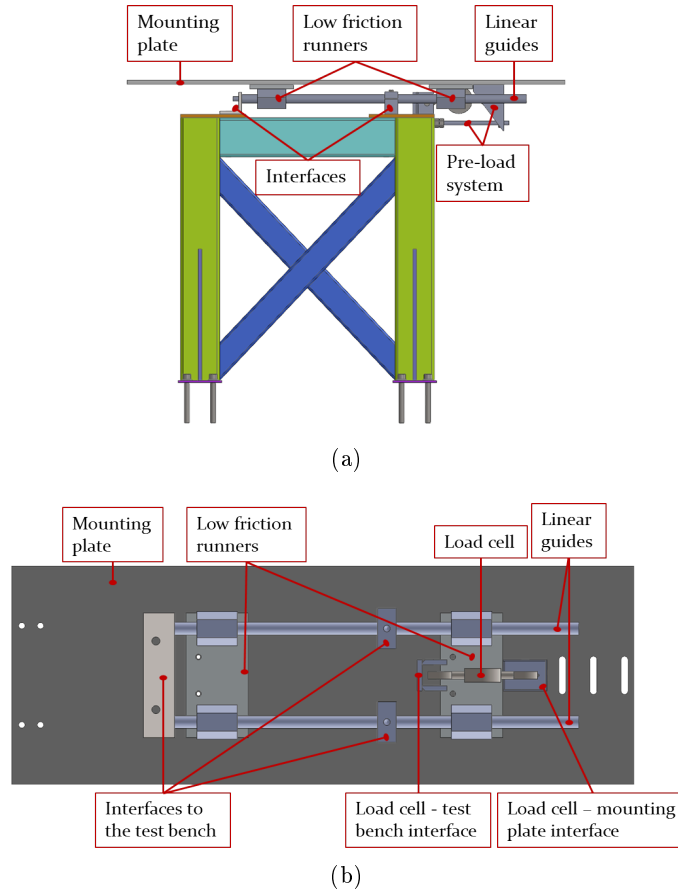 Mounting
plate
Low friction
runners
Linear
guides
Interfaces
Pre-load
system
(a)
Mounting
plate
Low friction
runners
Load cell
Linear
guides
Interfaces to
the test bench
Load cell - test
bench interface
Load cell – mounting
plate interface
(b)